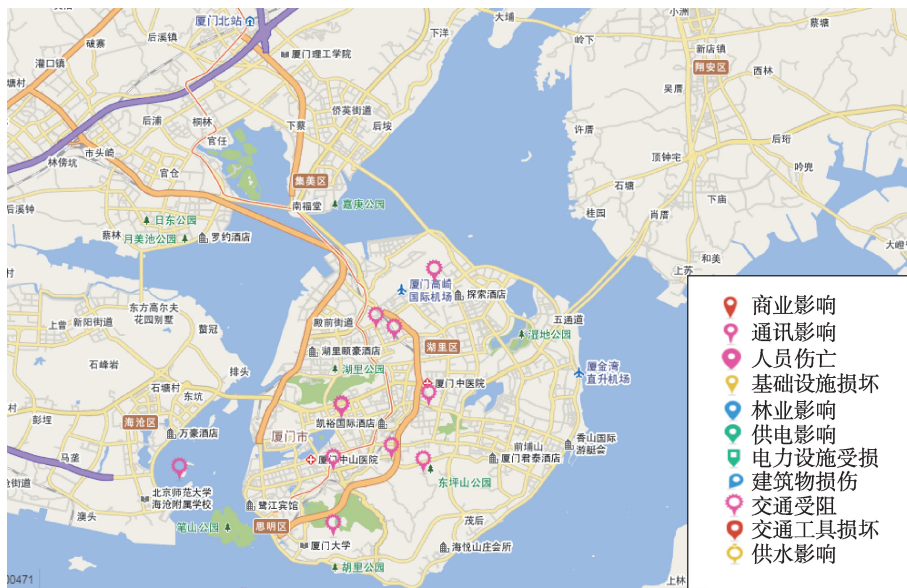 厦门北站
小洲
蔡塘
大埔
下洋
岭下
新店镇
破寨
后溪镇
厦门理工学院
翔安区
西林
灌口镇
吴厝
侨英街道
后浦
桐林
下蔡
后垵
许厝
官任
后珩
市头崎
林傍坑
官仓
顶钟宅
吟兜
集美区
石塘
下庙
后溪钟
南福堂
嘉庚公园
桂园
肖厝
日东公园
蔡林
月美池公园
罗约酒店
大嶝
和美
上苏
厦门高崎
国际机场
探索酒店
东方高尔夫
花园别墅
上曾
新阳街道
鳌冠
殿前街道
五通道
湿地公园
湖里颐豪酒店
湖里区
石峰岩
排头
湖里公园
厦金湾
直升机场
石塘村
东坑
厦门中医院
彭埕
海沧区
万豪酒店
凯裕国际酒店
厦门市
马垄
前埔山
香山国际
游艇会
厦门中山医院
厦门君泰酒店
北京师范大学
海沧附属学校
东坪山公园
澳头
鹭江宾馆
笔山公园
思明区
茂后
厦门大学
海悦山庄会所
胡里山公园
上林
00471
商业影响
通讯影响
人员伤亡
基础设施损坏
林业影响
供电影响
电力设施受损
建筑物损伤
交通受阻
交通工具损坏
供水影响